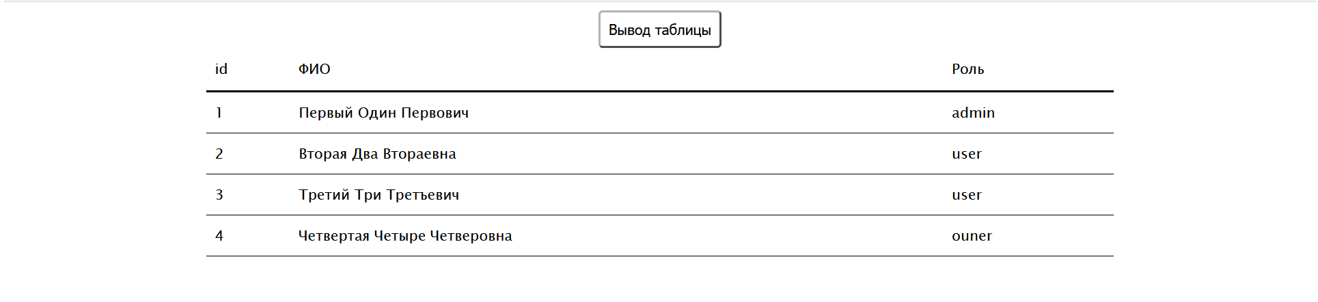 Вывод таблицы
id ФИО Роль
1 Первый Один Первович admin
2 Вторая Два Втораевна user
3 Третий Три Третъевич user
4 Четвертая Четыре Четверовна ouner